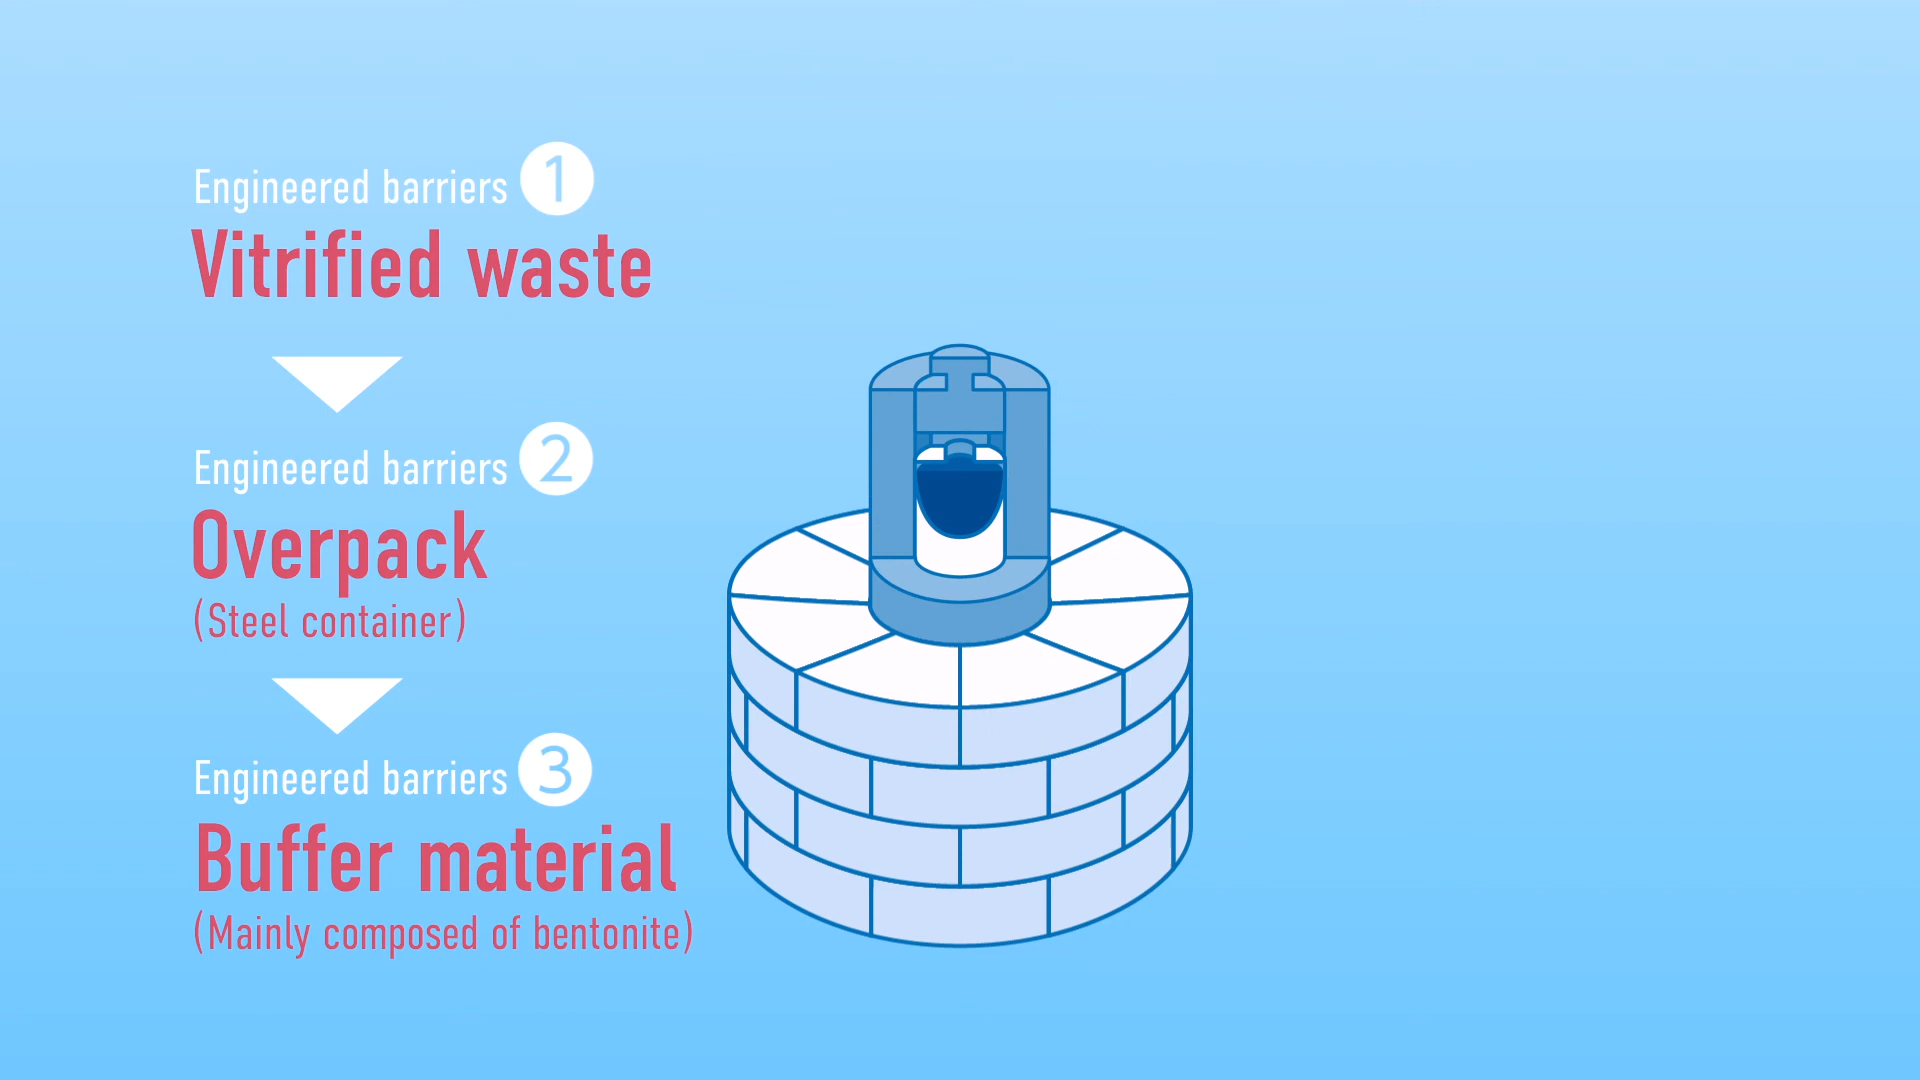 Engineered barriers 1
Vitrified waste
Engineered barriers 2
Overpack
(Steel container)
Engineered barriers 3
Buffer material
(Mainly composed of bentonite)